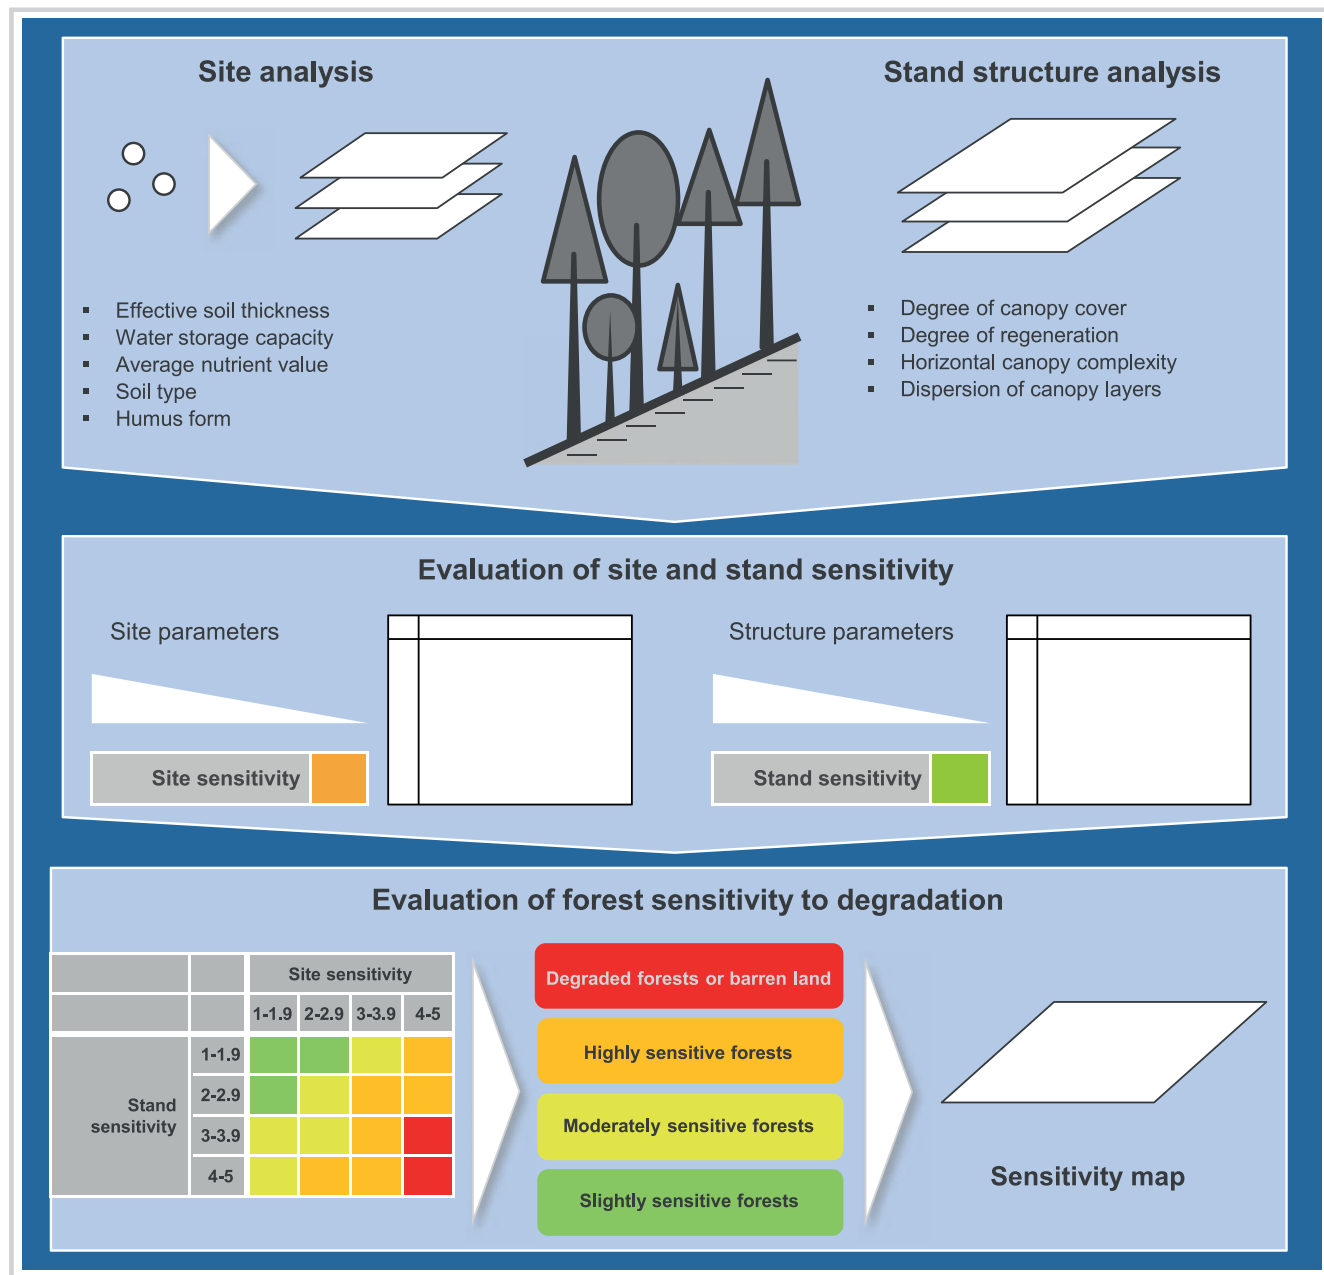 Site analysis
Stand structure analysis
▪ Effective soil thickness
▪ Water storage capacity
▪ Average nutrient value
▪ Soil type
▪ Humus form
▪ Degree of canopy cover
▪ Degree of regeneration
▪ Horizontal canopy complexity
▪ Dispersion of canopy layers
Evaluation of site and stand sensitivity
Site parameters
Site sensitivity
Structure parameters
Stand sensitivity
Evaluation of forest sensitivity to degradation
Site sensitivity
1-1.9 2-2.9 3-3.9 4-5
Stand
sensitivity
1-1.9
2-2.9
3-3.9
4-5
Degraded forests or barren land
Highly sensitive forests
Moderately sensitive forests
Slightly sensitive forests
Sensitivity map